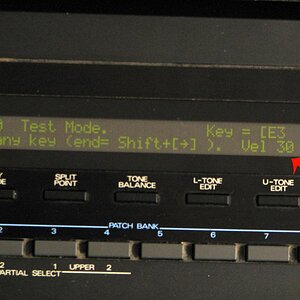 Test Mode. Key = [E3
any key (end= Shift+[→] ). Vel 30
SPLIT POINT
TONE BALANCE
L-TONE EDIT
U-TONE EDIT
PATCH BANK
2 3 4 5 6 7
2 1 UPPER 2
PARTIAL SELECT